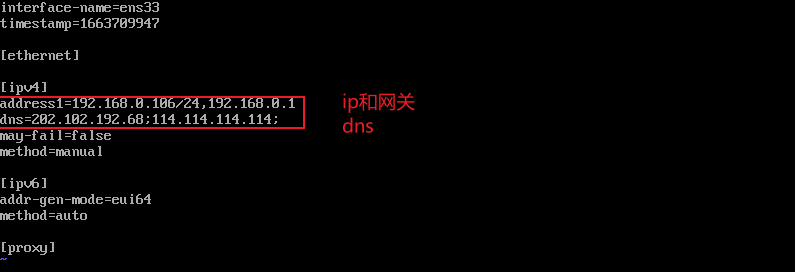 interface-name=ens33
timestamp=1663709947
[ethernet]
[ipv4]
address1=192.168.0.106/24,192.168.0.1
dns=202.102.192.68;114.114.114.114;
ip和网关
dns
may-fail=false
method=manual
[ipv6]
addr-gen-mode=eui64
method=auto
[proxy]
~